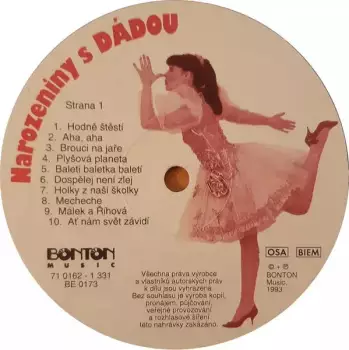 Narozeniny s DÁDOU
Strana 1
1. Hodně štěstí
2. Aha, aha
3. Brouci na jaře
4. Plyšová planeta
5. Baletí baletka baletí
6. Dospělej není zlej
7. Holky z naší školky
8. Mecheche
9. Málek a Říhová
10. Ať nám svět závidí
BONTON
MUSIC
71 0162 - 1 331
BE 0173
Všechna práva výrobce
a vlastníků autorských práv
k dílu jsou vyhrazena.
Bez souhlasu je výroba kopií,
pronájem, půjčování,
veřejné provozování
a rozhlasové šíření
této nahrávky zakázáno.
OSA BIEM
© • ℗
BONTON
Music.
1993